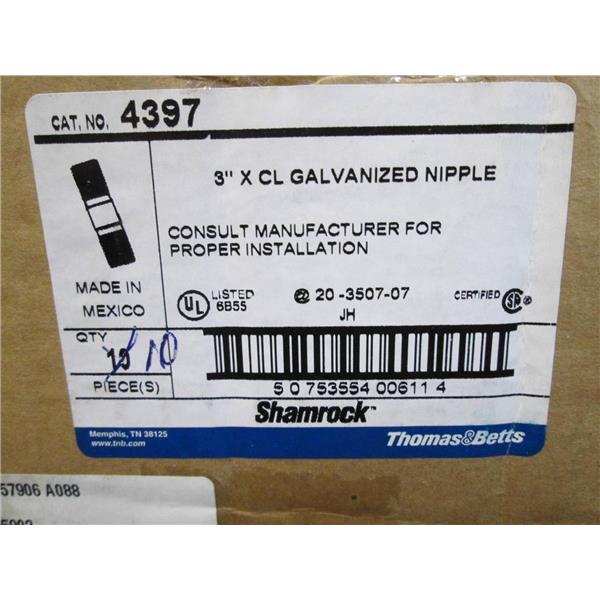 CAT. NO. 4397
3" X CL GALVANIZED NIPPLE
CONSULT MANUFACTURER FOR
PROPER INSTALLATION
MADE IN
MEXICO
UL LISTED
6B55
@ 20-3507-07
JH
CERTIFIED
QTY
10
PIECE(S)
5 0 753554 00611 4
Shamrock™
Memphis, TN 38125
www.tnb.com
Thomas&Betts
57906 A088